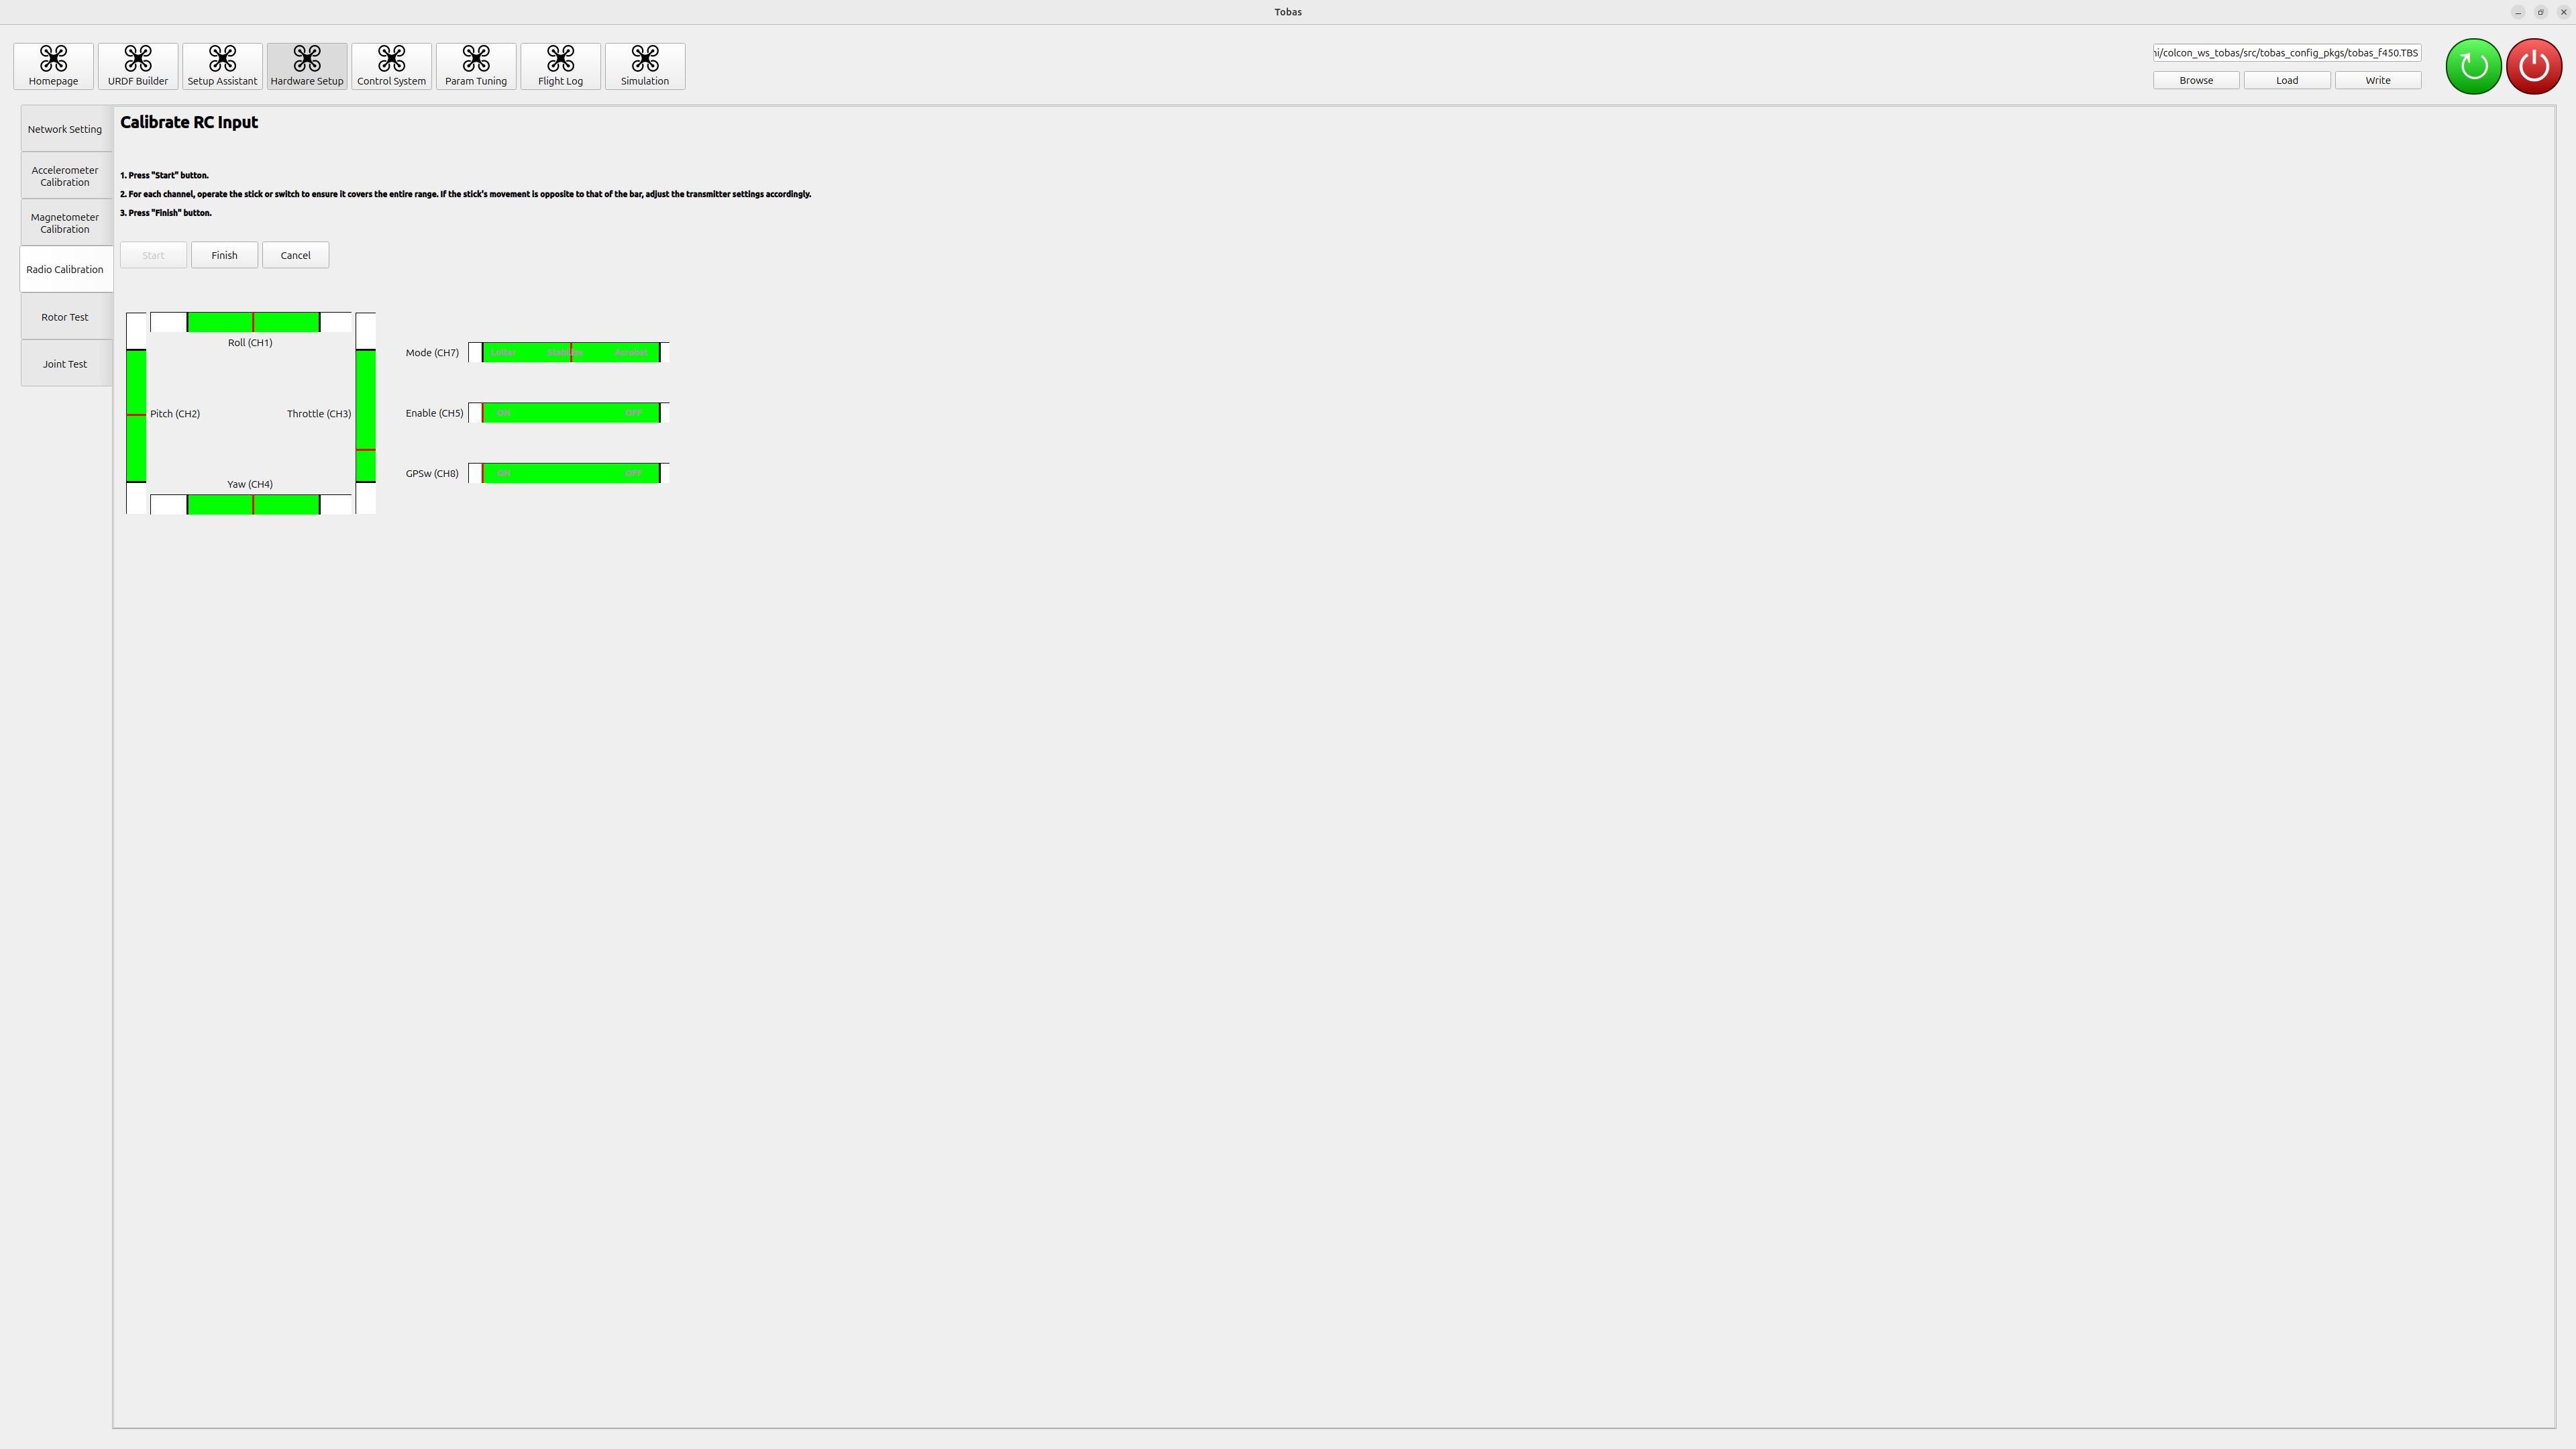 Tobas
Homepage
URDF Builder
Setup Assistant
Hardware Setup
Control System
Param Tuning
Flight Log
Simulation
ni/colcon_ws_tobas/src/tobas_config_pkgs/tobas_f450.TBS
Browse
Load
Write
Network Setting
Accelerometer
Calibration
Magnetometer
Calibration
Radio Calibration
Rotor Test
Joint Test
Calibrate RC Input
1. Press "Start" button.
2. For each channel, operate the stick or switch to ensure it covers the entire range. If the stick's movement is opposite to that of the bar, adjust the transmitter settings accordingly.
3. Press "Finish" button.
Start
Finish
Cancel
Roll (CH1)
Pitch (CH2)
Throttle (CH3)
Yaw (CH4)
Mode (CH7)
Loiter
Stabilize
Acrobat
Enable (CH5)
ON
OFF
GPSw (CH8)
ON
OFF